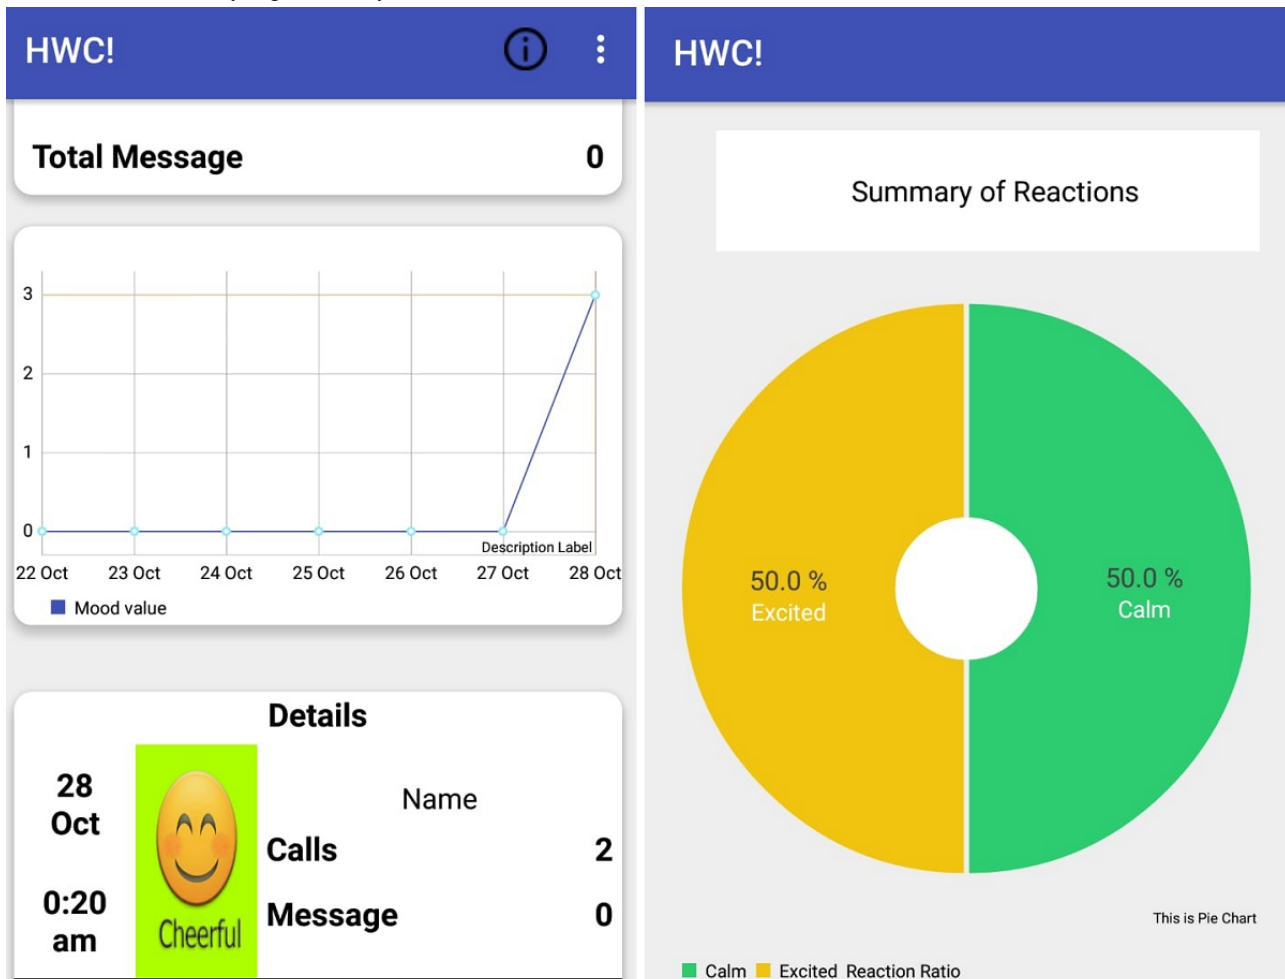 HWC!
Total Message 0
3
2
1
0
Description Label
22 Oct 23 Oct 24 Oct 25 Oct 26 Oct 27 Oct 28 Oct
Mood value
Details
28
Oct
0:20
am
Cheerful
Name
Calls 2
Message 0
HWC!
Summary of Reactions
50.0 %
Excited
50.0 %
Calm
This is Pie Chart
Calm Excited Reaction Ratio